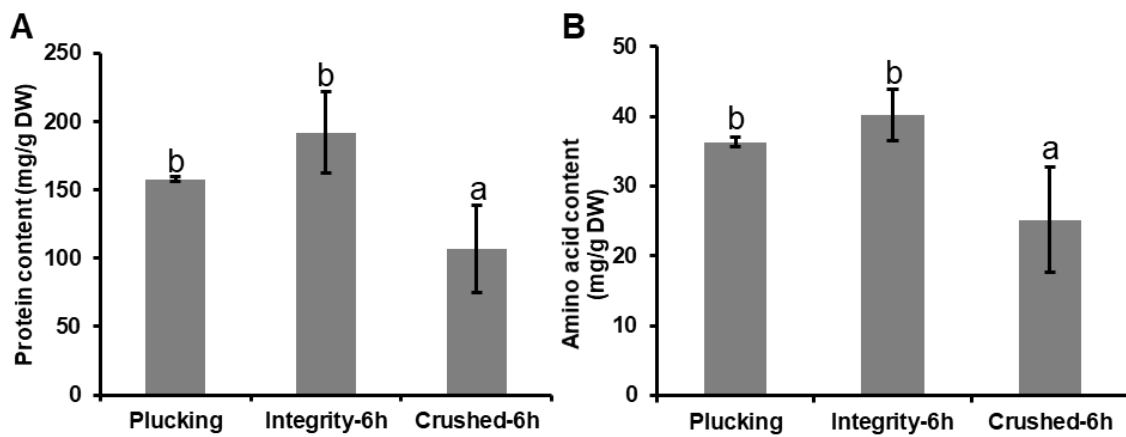 A
Protein content (mg/g DW)
250
200
150
100
50
0
b
b
a
Plucking
Integrity-6h
Crushed-6h
B
Amino acid content
(mg/g DW)
50
40
30
20
10
0
b
b
a
Plucking
Integrity-6h
Crushed-6h